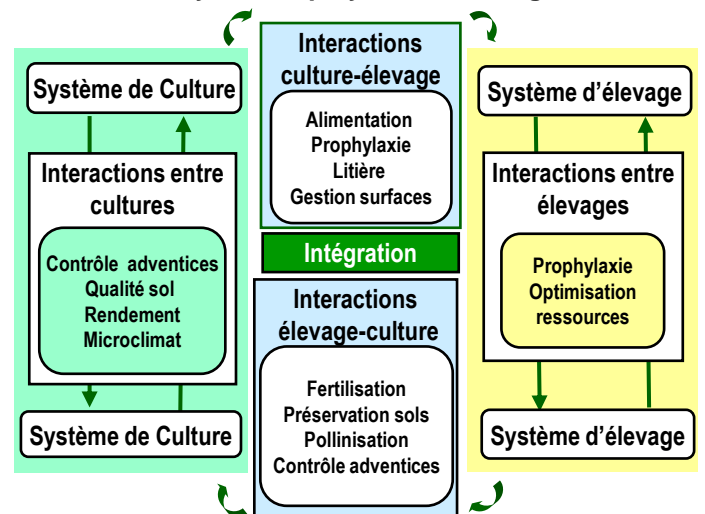 Système de Culture
Interactions entre
cultures
Contrôle adventices
Qualité sol
Rendement
Microclimat
Système de Culture
Interactions
culture-élevage
Alimentation
Prophylaxie
Litière
Gestion surfaces
Intégration
Interactions
élevage-culture
Fertilisation
Préservation sols
Pollinisation
Contrôle adventices
Système d'élevage
Interactions entre
élevages
Prophylaxie
Optimisation
ressources
Système d'élevage